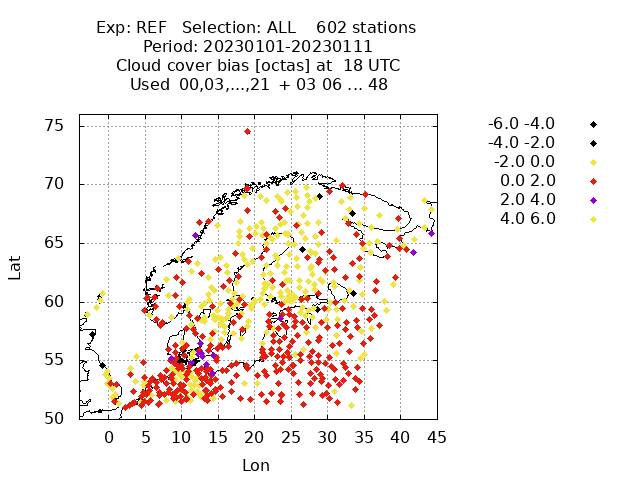 Exp: REF   Selection: ALL    602 stations
Period: 20230101-20230111
Cloud cover bias [octas] at  18 UTC
Used  00,03,...,21  + 03 06 ... 48
75
70
65
60
55
50
Lat
0 5 10 15 20 25 30 35 40 45
Lon
-6.0 -4.0
-4.0 -2.0
-2.0 0.0
0.0 2.0
2.0 4.0
4.0 6.0